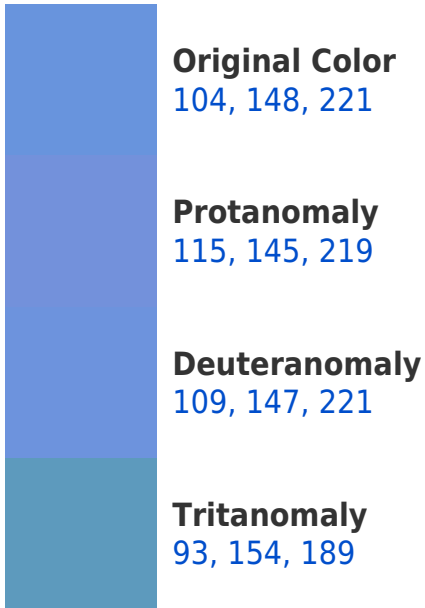 Original Color
104, 148, 221
Protanomaly
115, 145, 219
Deuteranomaly
109, 147, 221
Tritanomaly
93, 154, 189